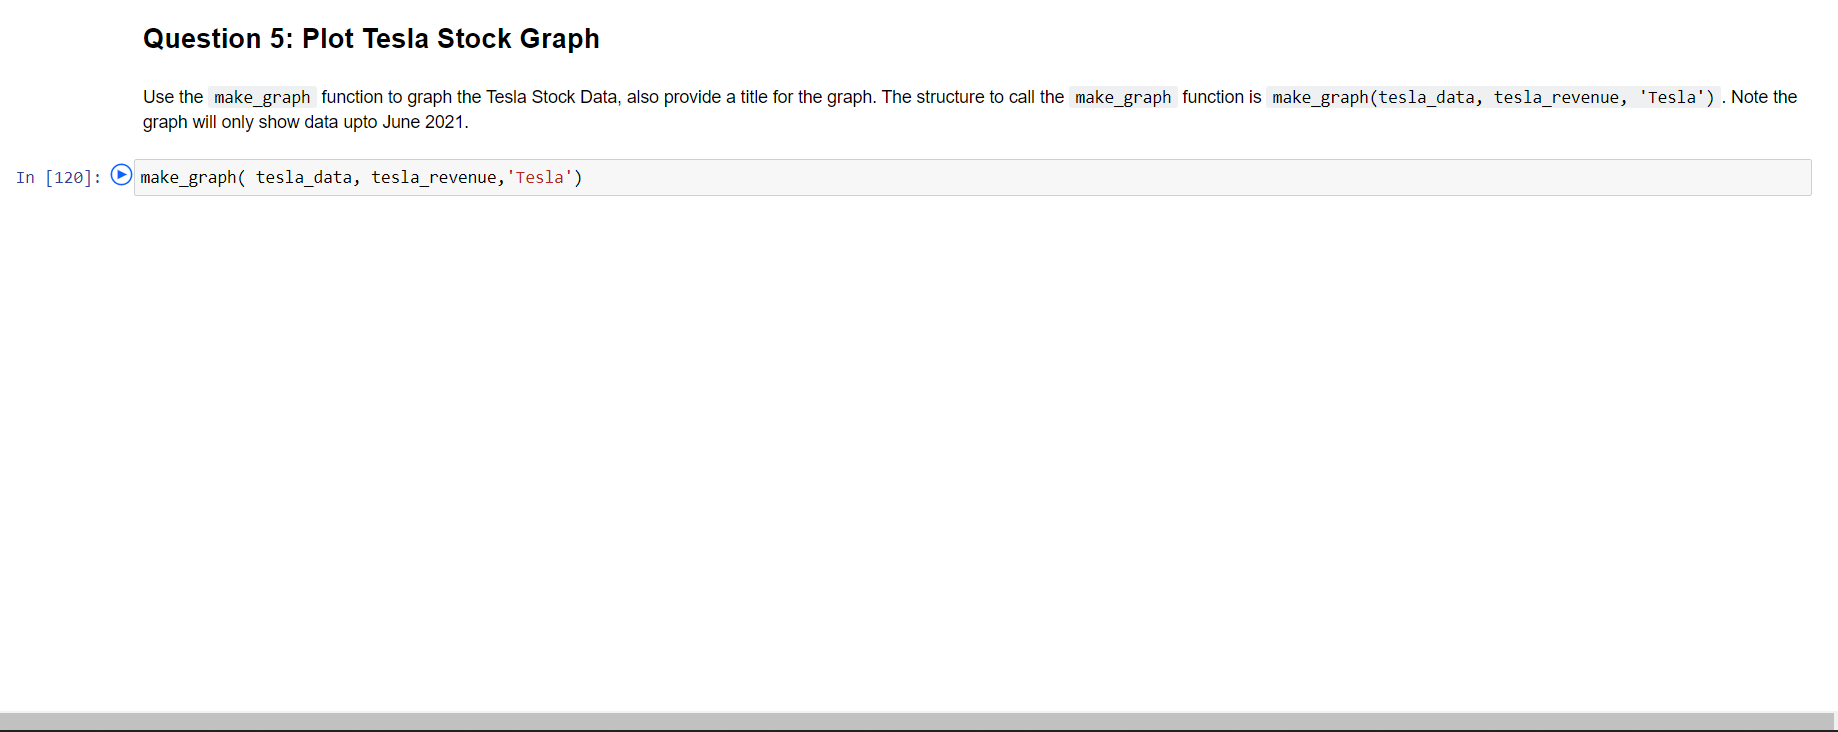 Question 5: Plot Tesla Stock Graph
Use the make_graph function to graph the Tesla Stock Data, also provide a title for the graph. The structure to call the make_graph function is make_graph(tesla_data, tesla_revenue, 'Tesla'). Note the
graph will only show data upto June 2021.
In [120]: make_graph( tesla_data, tesla_revenue,'Tesla')